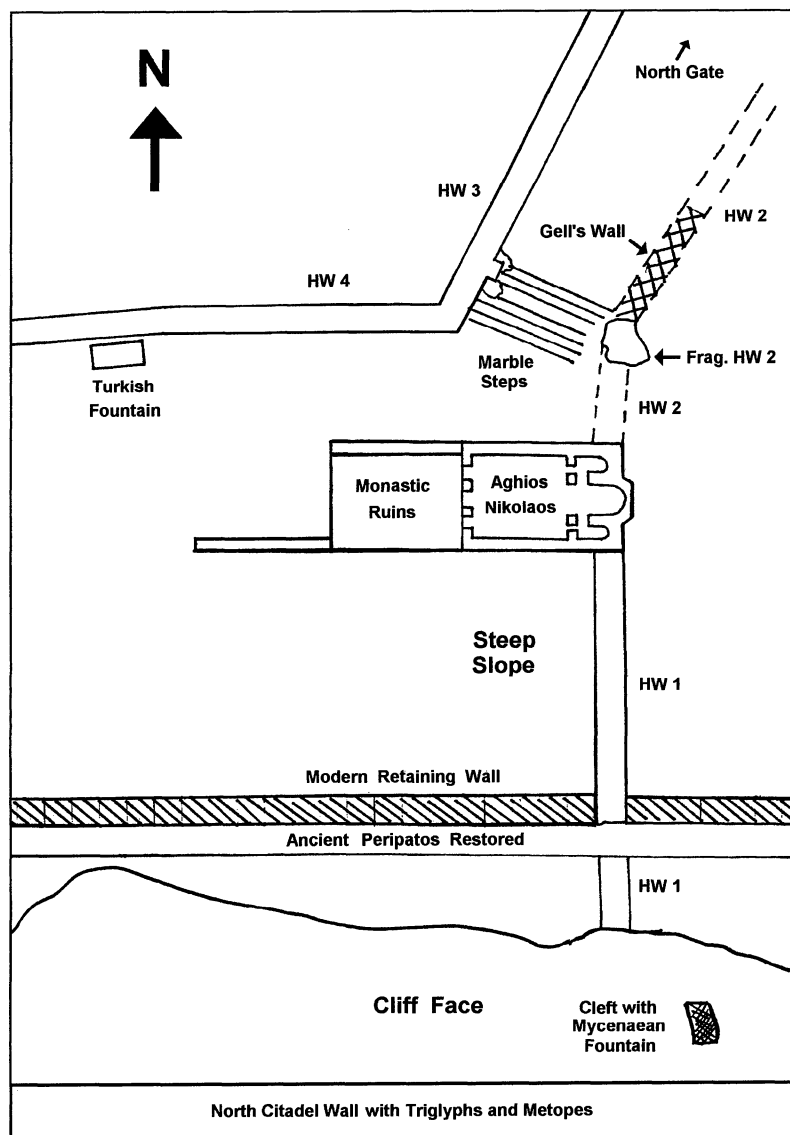 North Gate
N
HW 3
HW 2
Gell's Wall
HW 4
Marble
Steps
Frag. HW 2
Turkish
Fountain
HW 2
Monastic
Ruins
Aghios
Nikolaos
Steep
Slope
HW 1
Modern Retaining Wall
Ancient Peripatos Restored
HW 1
Cliff Face
Cleft with
Mycenaean
Fountain
North Citadel Wall with Triglyphs and Metopes